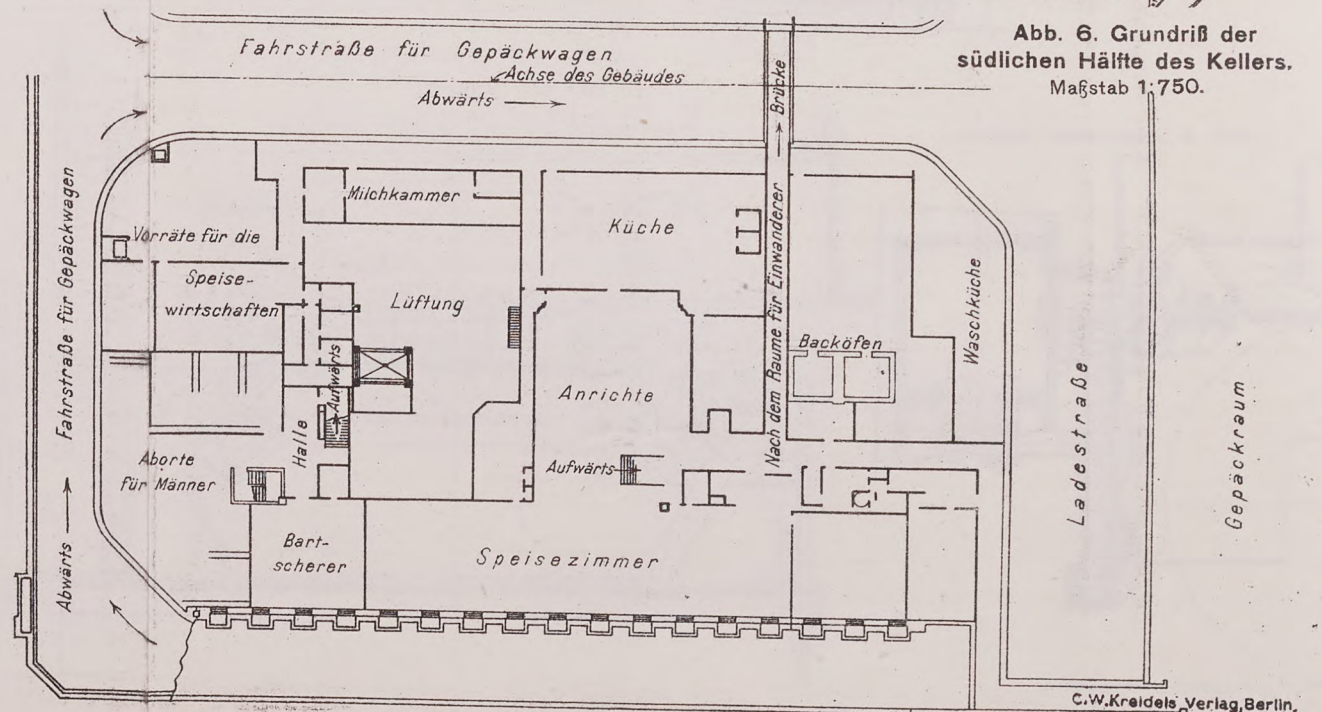 Abb. 6. Grundriß der
südlichen Hälfte des Kellers.
Maßstab 1:750.
Fahrstraße für Gepäckwagen
Achse des Gebäudes
Abwärts
Brücke
Abwärts
Fahrstraße für Gepäckwagen
Vorräte für die
Speise-
wirtschaften
Milchkammer
Lüftung
Küche
Nach dem Raume für Einwanderer
Backöfen
Waschküche
Ladestraße
Gepäckraum
Aufwärts
Halle
Anrichte
Aufwärts
Aborte
für Männer
Bart-
scherer
Speisezimmer
C.W.Kreidels Verlag, Berlin.